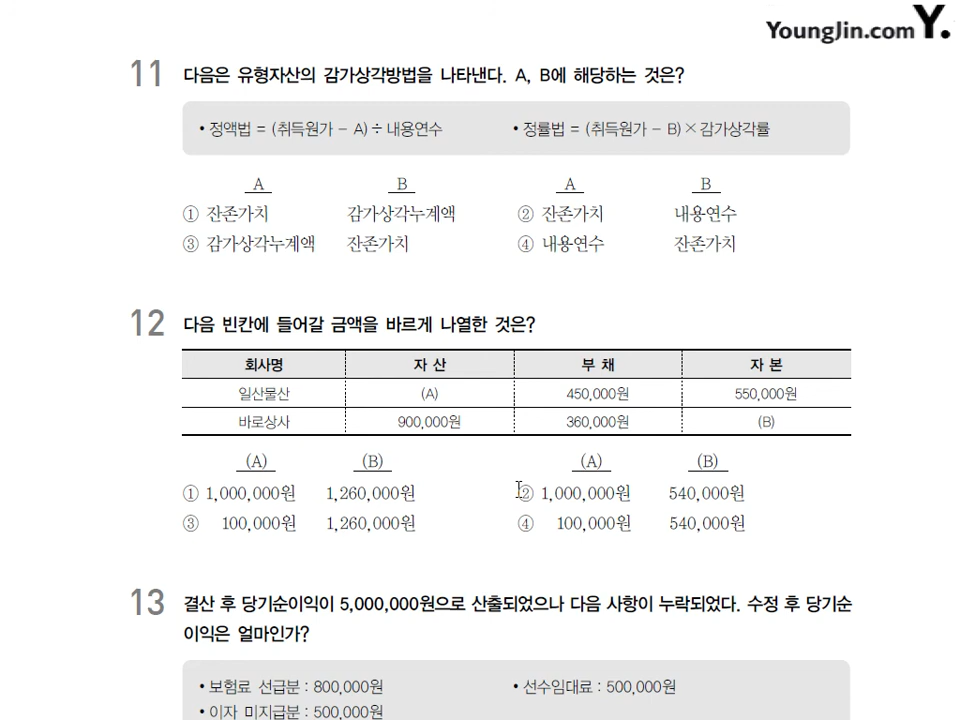 YoungJin.com Y.
11 다음은 유형자산의 감가상각방법을 나타낸다. A, B에 해당하는 것은?
• 정액법 = (취득원가 - A) ÷ 내용연수 • 정률법 = (취득원가 - B) × 감가상각률
A B A B
① 잔존가치 감가상각누계액 ② 잔존가치 내용연수
③ 감가상각누계액 잔존가치 ④ 내용연수 잔존가치
12 다음 빈칸에 들어갈 금액을 바르게 나열한 것은?
회사명 자 산 부 채 자 본
일산물산 (A) 450,000원 550,000원
바로상사 900,000원 360,000원 (B)
(A) (B) (A) (B)
① 1,000,000원 1,260,000원 ② 1,000,000원 540,000원
③ 100,000원 1,260,000원 ④ 100,000원 540,000원
13 결산 후 당기순이익이 5,000,000원으로 산출되었으나 다음 사항이 누락되었다. 수정 후 당기순
이익은 얼마인가?
• 보험료 선급분 : 800,000원 • 선수임대료 : 500,000원
• 이자 미지급분 : 500,000원